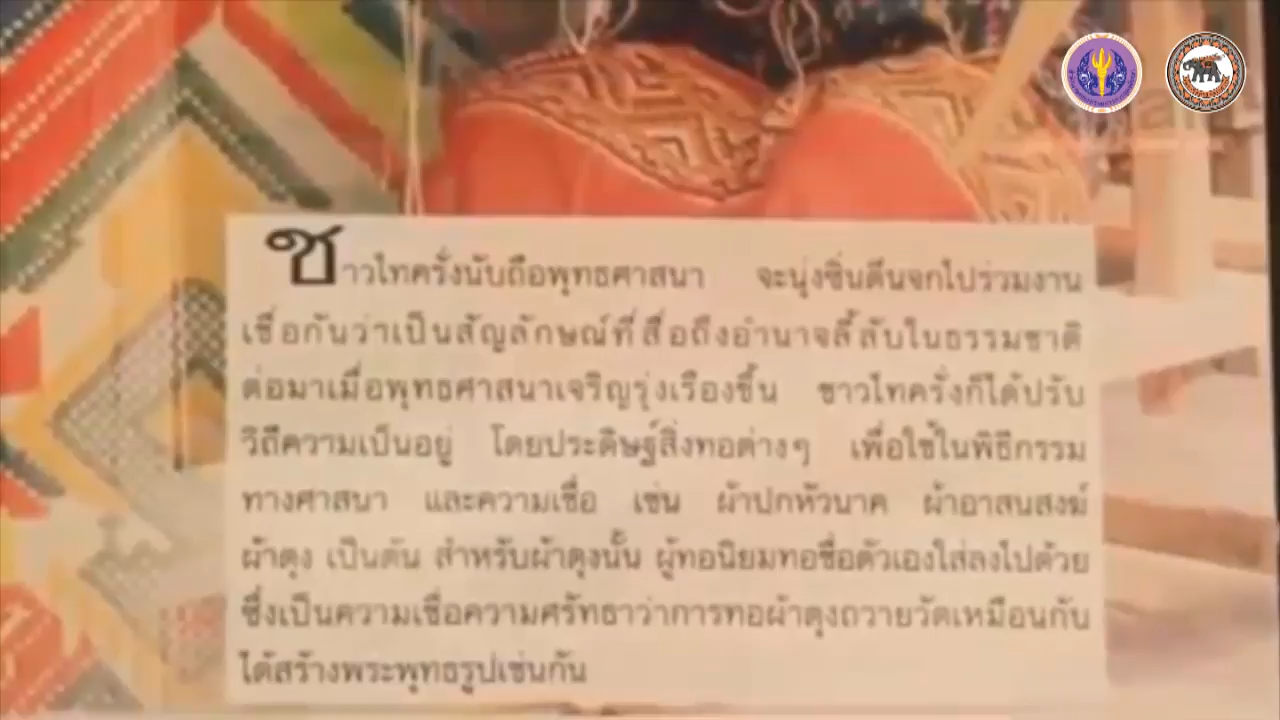 ชาวไทครั่งนับถือพุทธศาสนา จะนุ่งซิ่นตีนจกไปร่วมงาน
เชื่อกันว่าเป็นสัญลักษณ์ที่สื่อถึงอำนาจลี้ลับในธรรมชาติ
ต่อมาเมื่อพุทธศาสนาเจริญรุ่งเรืองขึ้น ชาวไทครั่งก็ได้ปรับ
วิถีความเป็นอยู่ โดยประดิษฐ์สิ่งทอต่างๆ เพื่อใช้ในพิธีกรรม
ทางศาสนา และความเชื่อ เช่น ผ้าปกหัวนาค ผ้าอาสนสงฆ์
ผ้าตุง เป็นต้น สำหรับผ้าตุงนั้น ผู้ทอนิยมทอชื่อตัวเองใส่ลงไปด้วย
ซึ่งเป็นความเชื่อความศรัทธาว่าการทอผ้าตุงถวายวัดเหมือนกับ
ได้สร้างพระพุทธรูปเช่นกัน